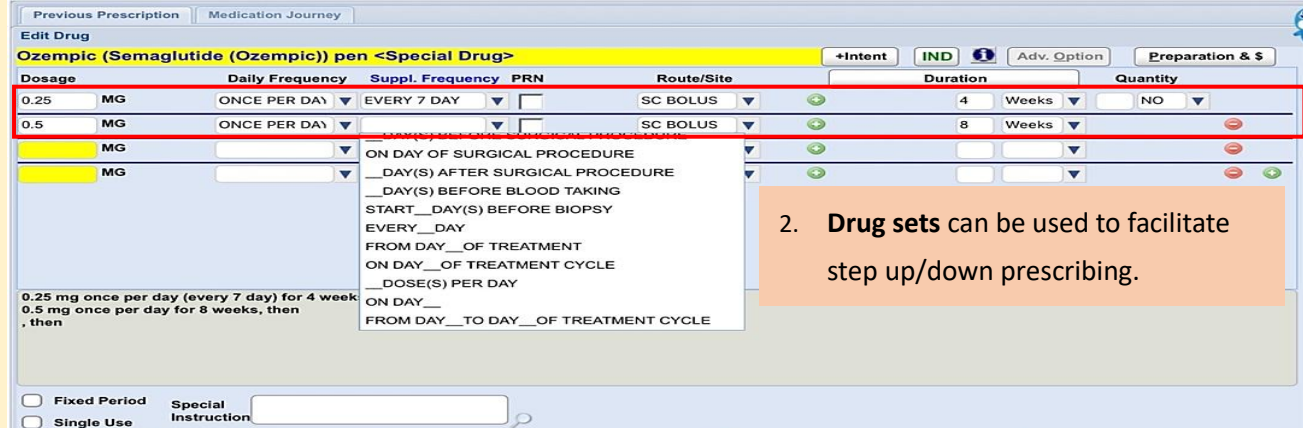 Previous Prescription Medication Journey
Edit Drug
Ozempic (Semaglutide (Ozempic)) pen <Special Drug> +Intent IND i Adv. Option Preparation & $
Dosage Daily Frequency Suppl. Frequency PRN Route/Site Duration Quantity
0.25 MG ONCE PER DAY EVERY 7 DAY SC BOLUS 4 Weeks NO
0.5 MG ONCE PER DAY SC BOLUS 8 Weeks
__DAY(S) BEFORE SURGICAL PROCEDURE
MG ON DAY OF SURGICAL PROCEDURE
MG __DAY(S) AFTER SURGICAL PROCEDURE
__DAY(S) BEFORE BLOOD TAKING
START__DAY(S) BEFORE BIOPSY
EVERY__DAY
FROM DAY__OF TREATMENT
ON DAY__OF TREATMENT CYCLE
__DOSE(S) PER DAY
ON DAY__
FROM DAY__TO DAY__OF TREATMENT CYCLE
2. Drug sets can be used to facilitate
step up/down prescribing.
0.25 mg once per day (every 7 day) for 4 week
0.5 mg once per day for 8 weeks, then
, then
Fixed Period Special
Instruction
Single Use